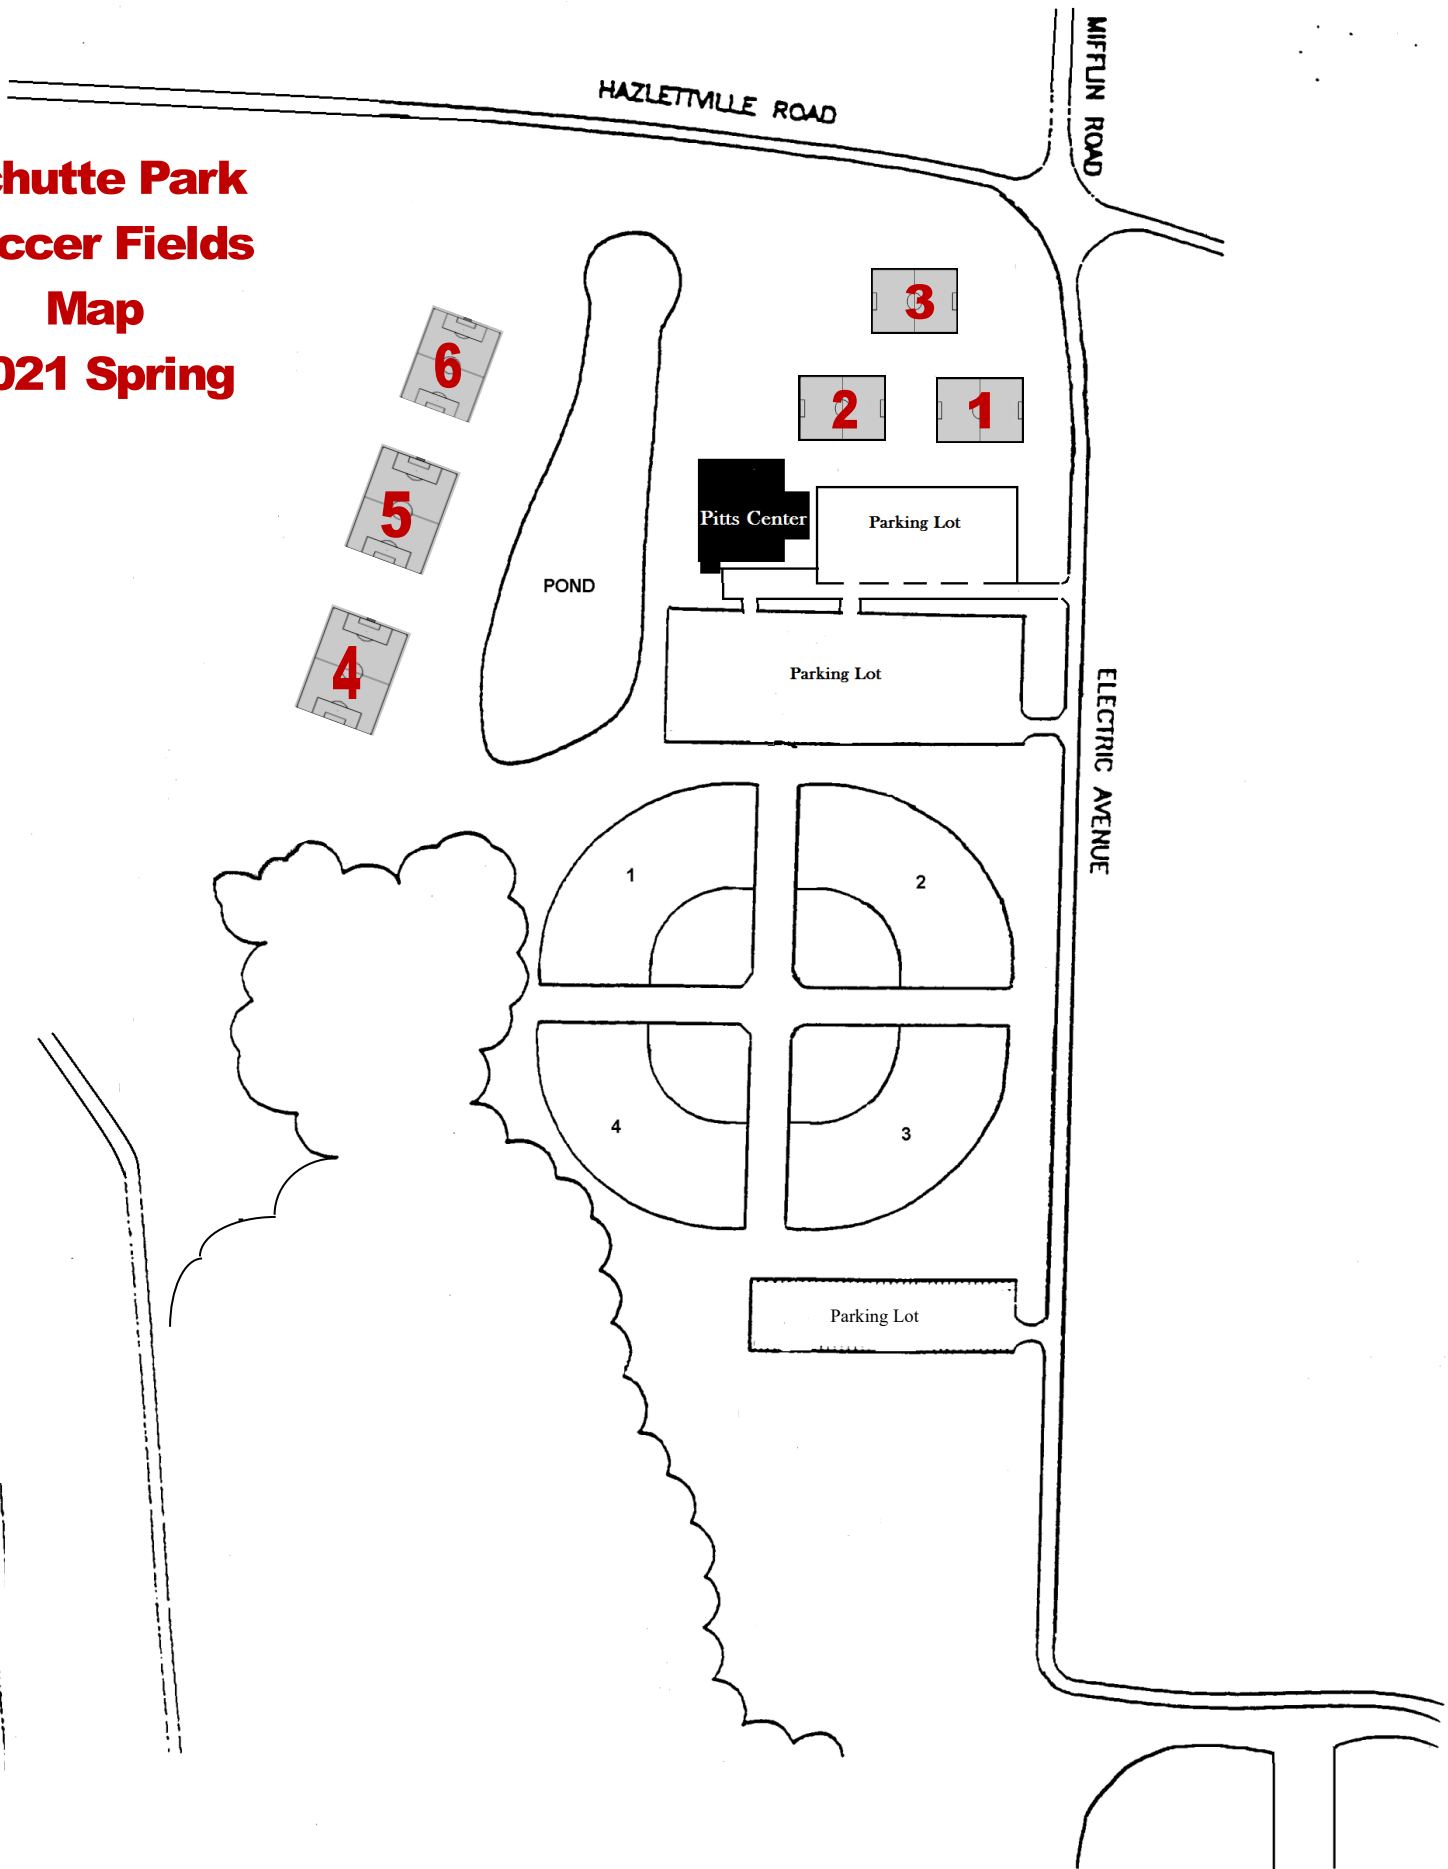 HAZLETTVILLE ROAD
MIFFLIN ROAD
chutte Park
ccer Fields
Map
021 Spring
3
6
2
1
5
Pitts Center
Parking Lot
POND
4
Parking Lot
ELECTRIC AVENUE
1
2
4
3
Parking Lot